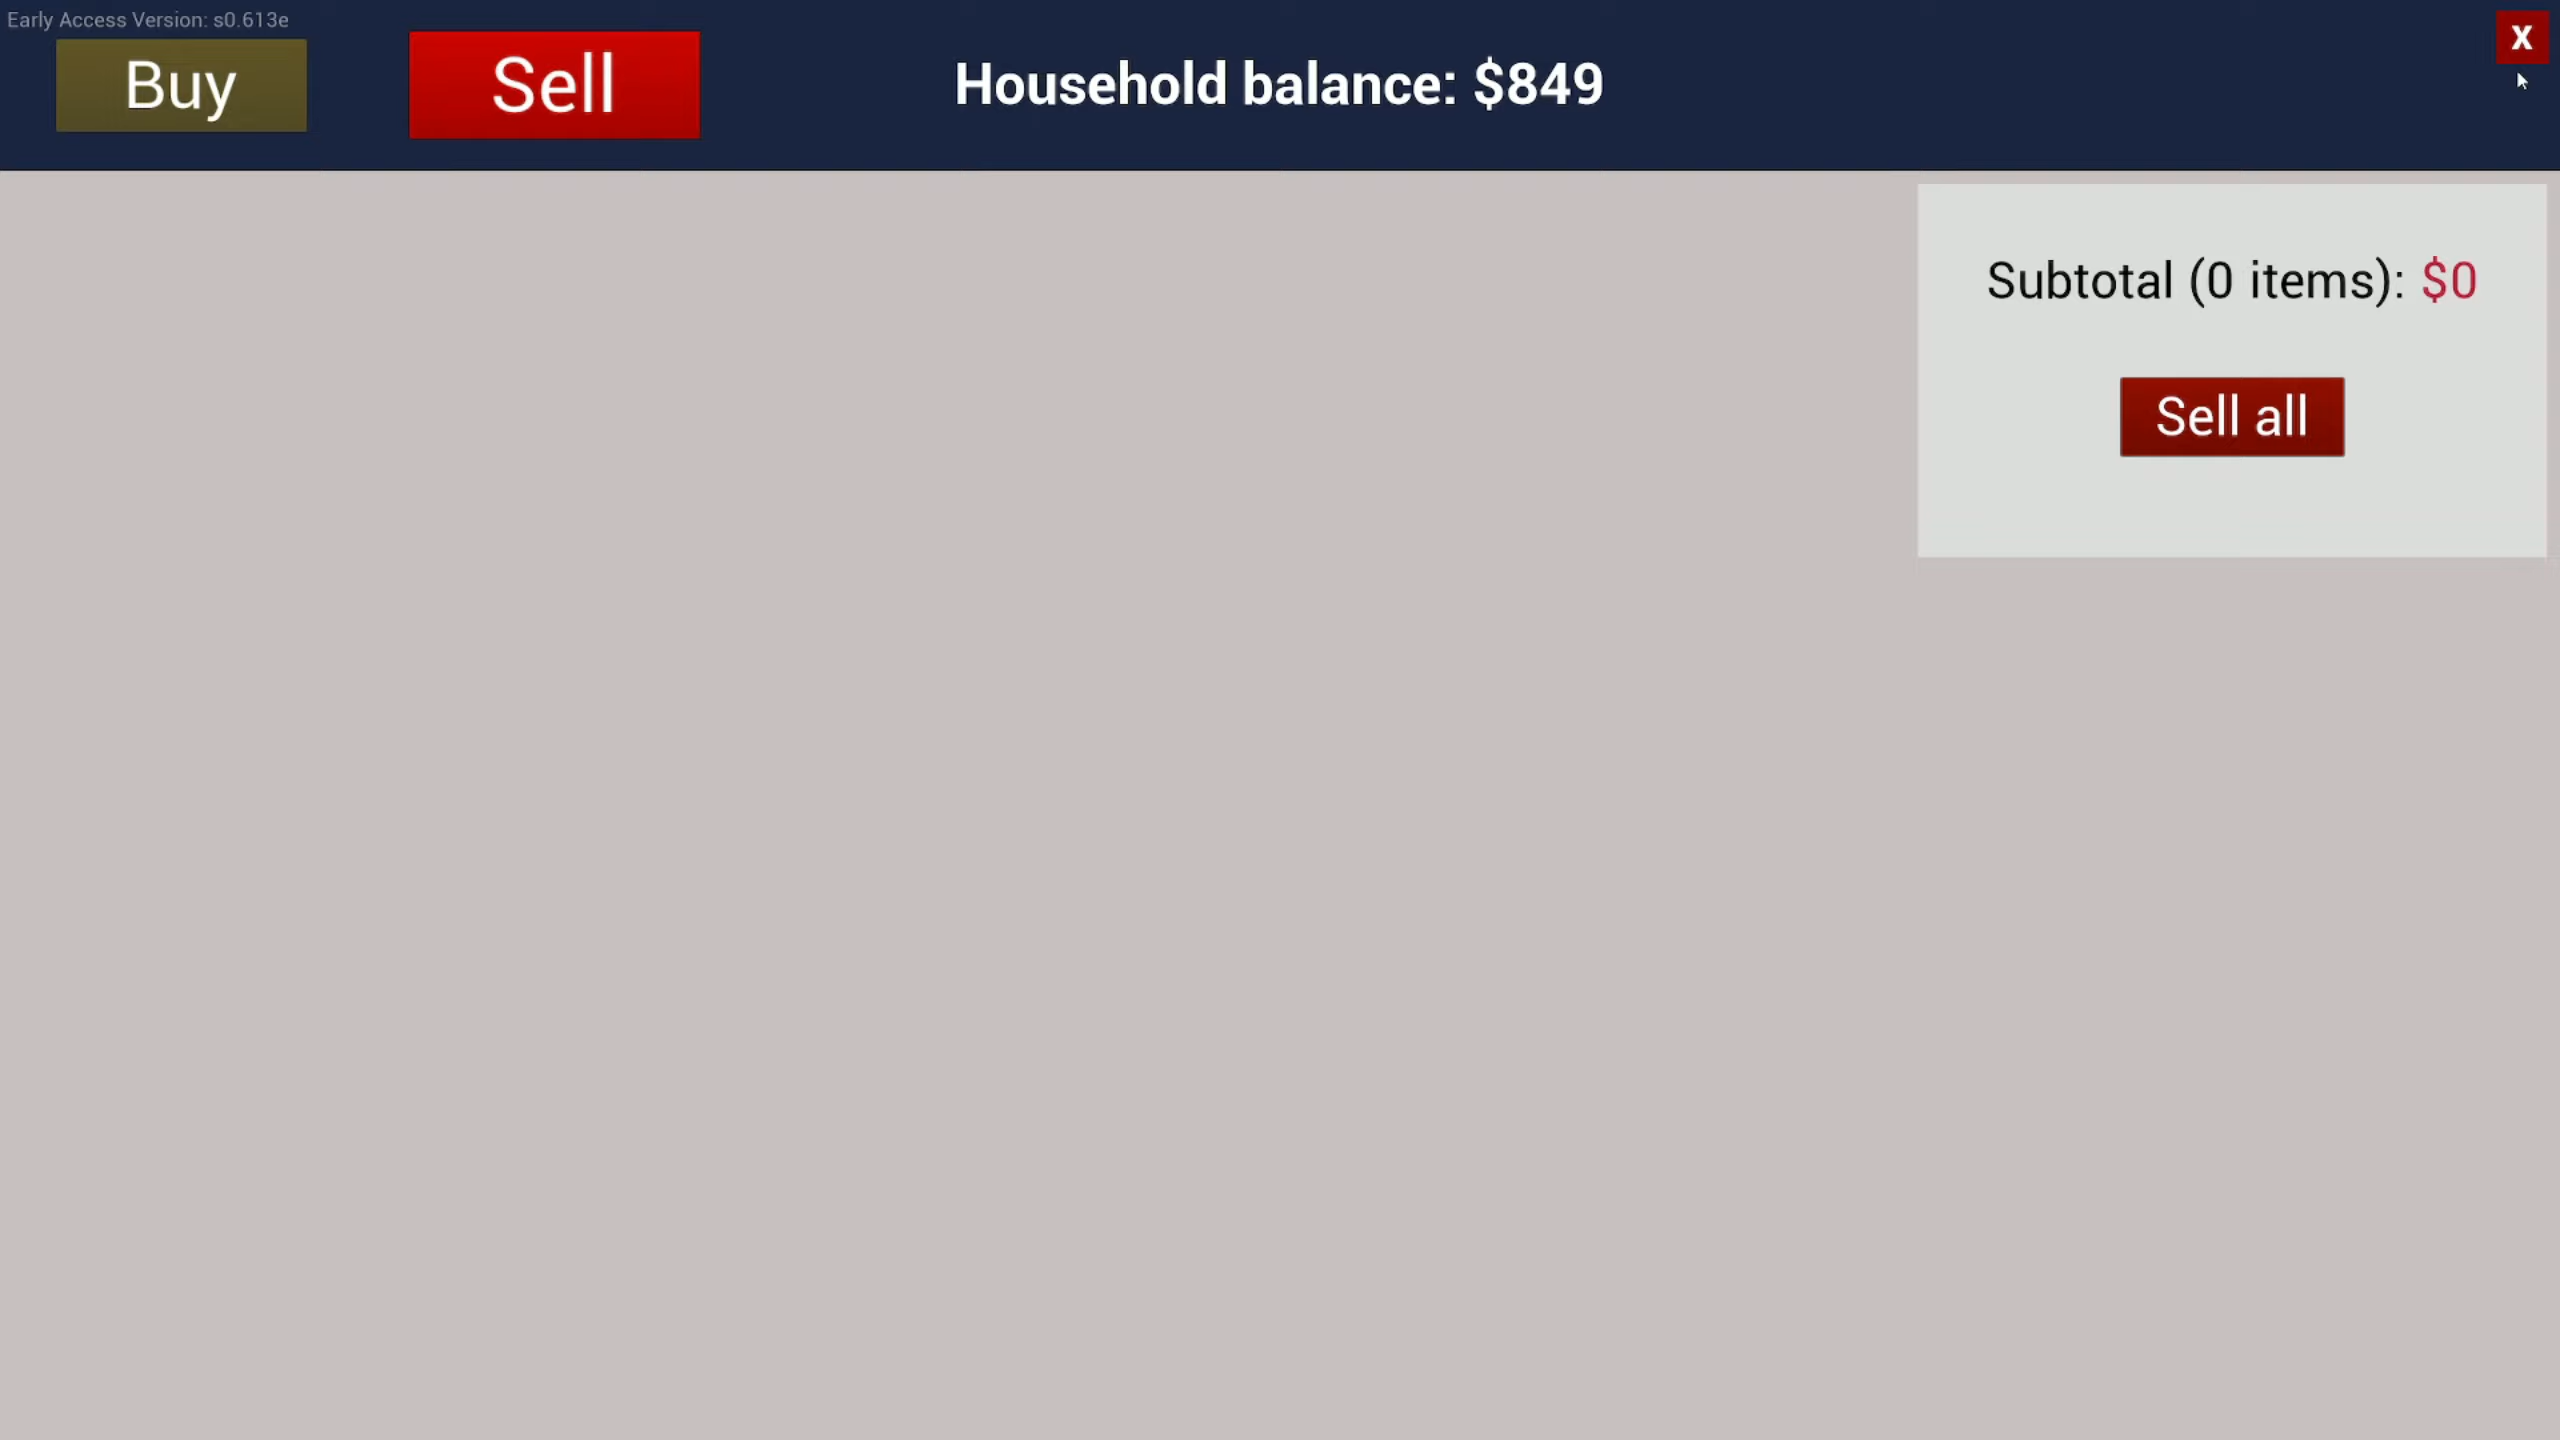 Early Access Version: s0.613e
Buy
Sell
Household balance: $849
X
Subtotal (0 items): $0
Sell all